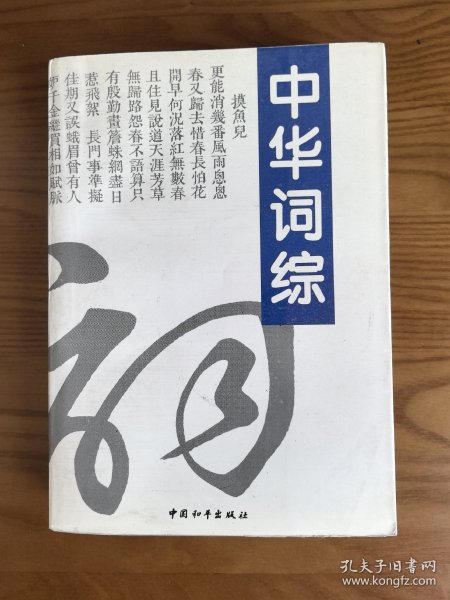 中华词综
摸魚兒
更能消幾番風雨悤悤
春又歸去惜春長怕花
開早何況落紅無數春
且住見說道天涯芳草
無歸路怨春不語算只
有殷勤畫簷蛛網盡日
惹飛絮 長門事準擬
佳期又誤蛾眉曾有人
妒千金縱買相如賦脈
詞
中国和平出版社
孔夫子旧书网
www.kongfz.com